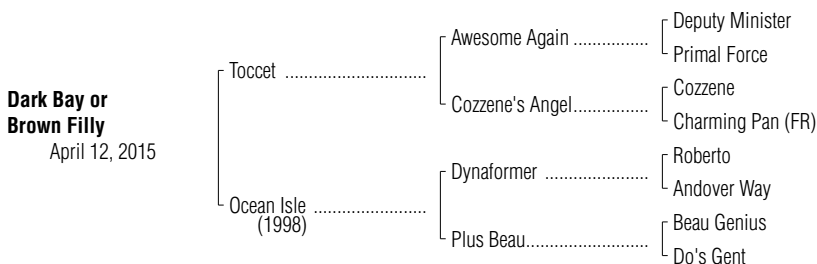 Deputy Minister
Awesome Again ................
Primal Force
Toccet ..............................
Cozzene
Cozzene's Angel................
Charming Pan (FR)
Dark Bay or
Brown Filly
April 12, 2015
Roberto
Dynaformer ......................
Andover Way
Ocean Isle ........................
(1998)
Beau Genius
Plus Beau..........................
Do's Gent